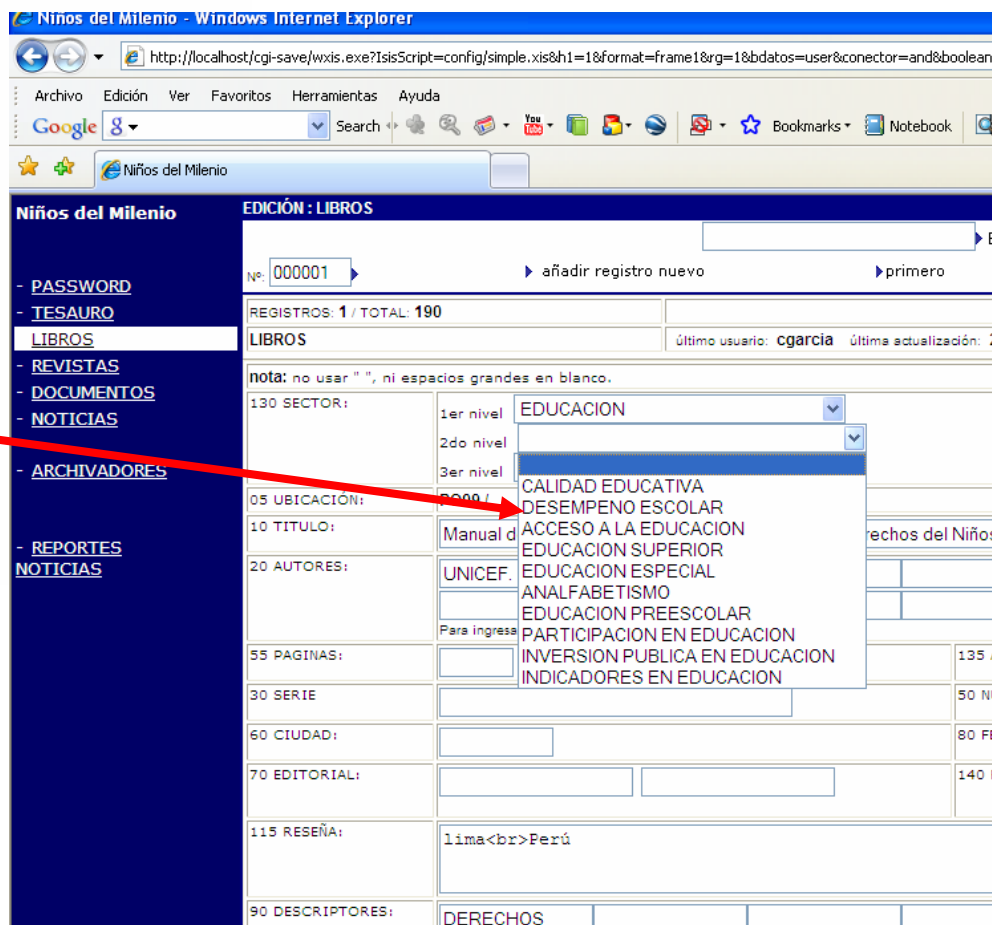 Niños del Milenio - Windows Internet Explorer
http://localhost/cgi-save/wxis.exe?IsisScript=config/simple.xis&h1=1&format=frame1&rg=1&bdatos=user&conector=and&boolean
Archivo Edición Ver Favoritos Herramientas Ayuda
Google Search Bookmarks Notebook
Niños del Milenio
Niños del Milenio
- PASSWORD
- TESAURO
LIBROS
- REVISTAS
- DOCUMENTOS
- NOTICIAS
- ARCHIVADORES
- REPORTES
NOTICIAS
EDICIÓN : LIBROS
Nº: 000001 añadir registro nuevo primero
REGISTROS: 1 / TOTAL: 190
LIBROS último usuario: cgarcia última actualización:
nota: no usar " ", ni espacios grandes en blanco.
130 SECTOR: 1er nivel EDUCACION
2do nivel
3er nivel
CALIDAD EDUCATIVA
DESEMPENO ESCOLAR
ACCESO A LA EDUCACION
EDUCACION SUPERIOR
EDUCACION ESPECIAL
ANALFABETISMO
EDUCACION PREESCOLAR
PARTICIPACION EN EDUCACION
INVERSION PUBLICA EN EDUCACION
INDICADORES EN EDUCACION
05 UBICACIÓN:
10 TITULO: Manual d rechos del Niños
20 AUTORES: UNICEF.
Para ingresa
55 PAGINAS: 135
30 SERIE 50 N
60 CIUDAD: 80 F
70 EDITORIAL: 140
115 RESEÑA: lima<br>Perú
90 DESCRIPTORES: DERECHOS